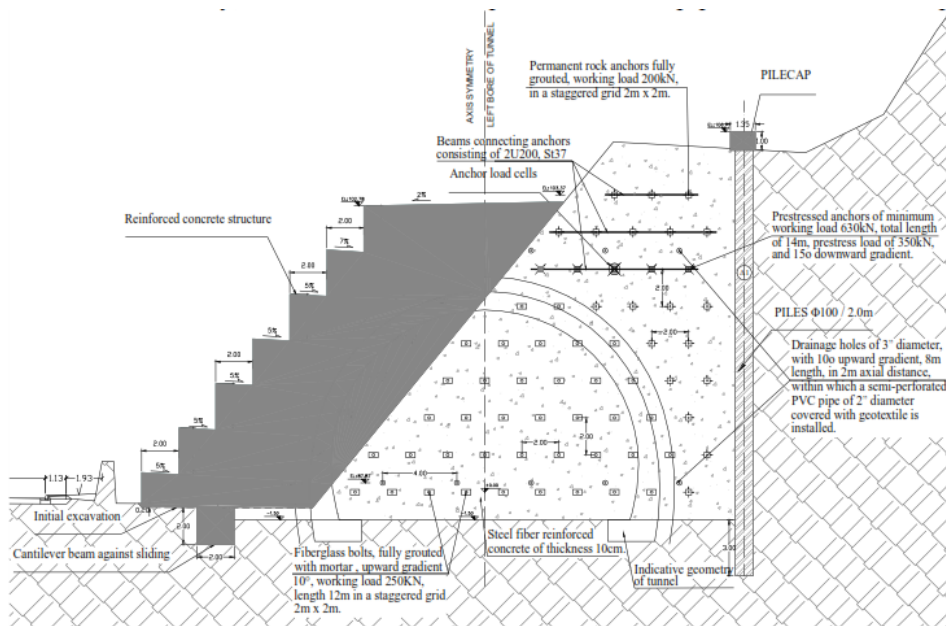 AXIS SYMMETRY
LEFT BORE OF TUNNEL
Permanent rock anchors fully
grouted, working load 200kN,
in a staggered grid 2m x 2m.
PILECAP
1.35
Beams connecting anchors
consisting of 2U200, St37
Anchor load cells
2%
Reinforced concrete structure
2.00
7%
2.00
5%
Prestressed anchors of minimum
working load 630kN, total length
of 14m, prestress load of 350kN,
and 15o downward gradient.
2.00
PILES Φ100 / 2.0m
5%
2.00
2.00
Drainage holes of 3" diameter,
with 10o upward gradient, 8m
length, in 2m axial distance,
within which a semi-perforated
PVC pipe of 2" diameter
covered with geotextile is
installed.
5%
5%
2.00
2.00
2.00
5%
4.00
1.13
1.93
Initial excavation
2.00
Cantilever beam against sliding
2.00
Fiberglass bolts, fully grouted
with mortar , upward gradient
10°, working load 250KN,
length 12m in a staggered grid
2m x 2m.
Steel fiber reinforced
concrete of thickness 10cm.
Indicative geometry
of tunnel
3.00